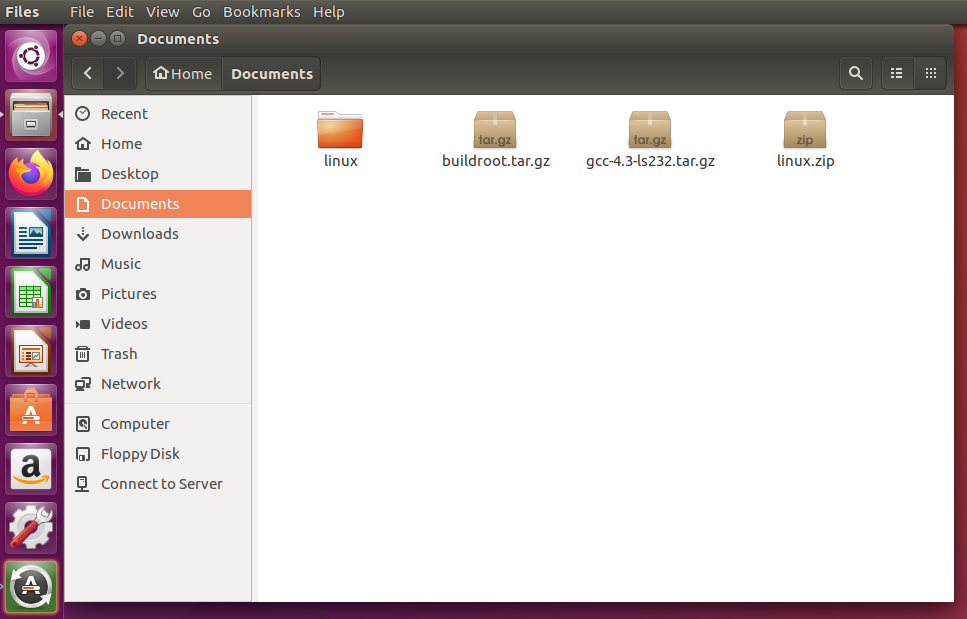 Files File Edit View Go Bookmarks Help
Documents
Home Documents
Recent
Home
Desktop
Documents
Downloads
Music
Pictures
Videos
Trash
Network
Computer
Floppy Disk
Connect to Server
tar.gz tar.gz zip
linux buildroot.tar.gz gcc-4.3-ls232.tar.gz linux.zip
A
a
A